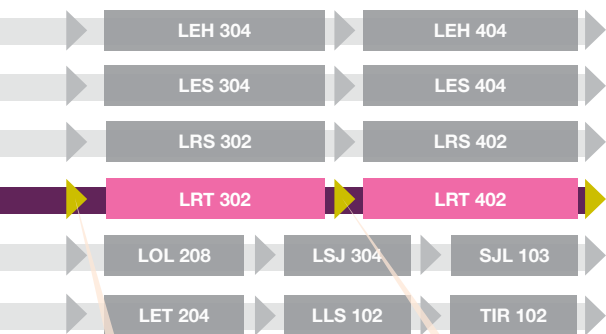 LEH 304 LEH 404
LES 304 LES 404
LRS 302 LRS 402
LRT 302 LRT 402
LOL 208 LSJ 304 SJL 103
LET 204 LLS 102 TIR 102